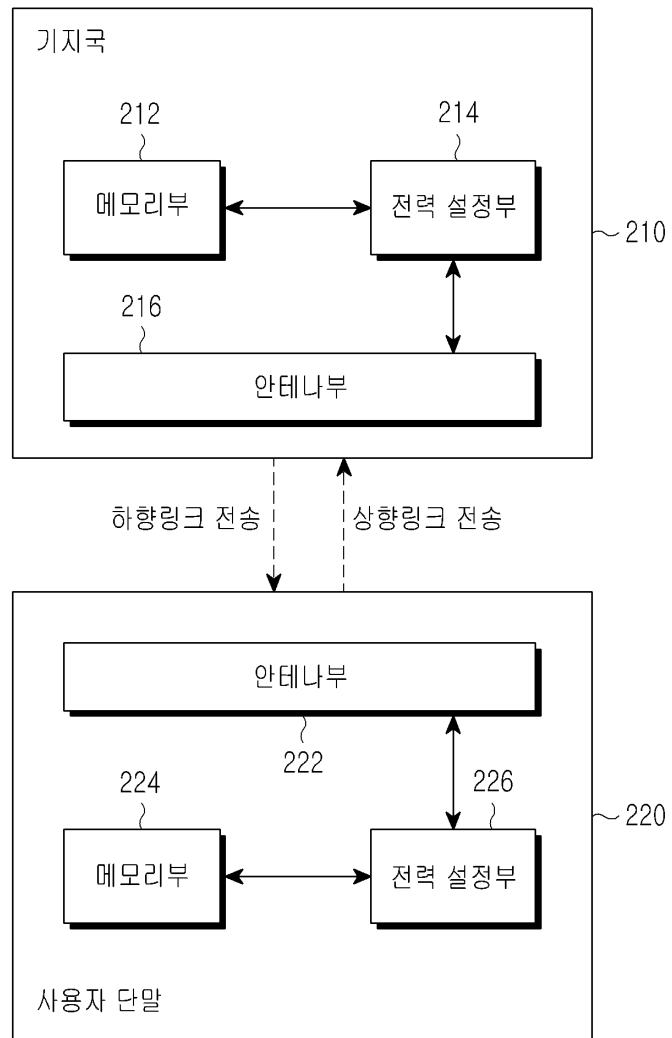 기지국
212
214
메모리부
전력 설정부
210
216
안테나부
하향링크 전송
상향링크 전송
안테나부
222
224
226
220
메모리부
전력 설정부
사용자 단말